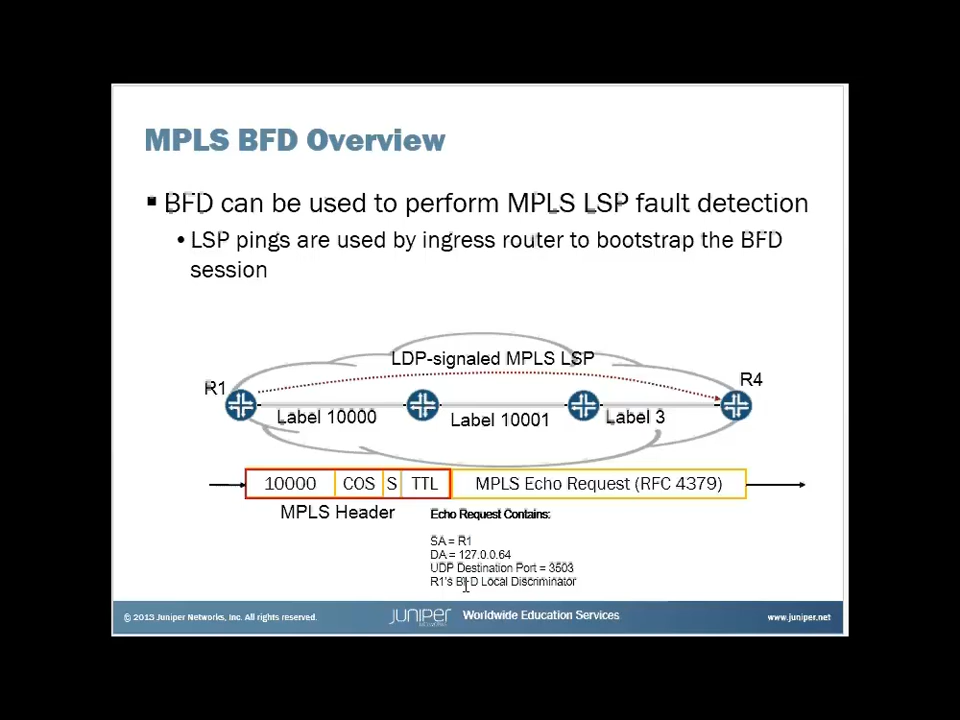 MPLS BFD Overview
BFD can be used to perform MPLS LSP fault detection
LSP pings are used by ingress router to bootstrap the BFD
session
LDP-signaled MPLS LSP
R1
R4
Label 10000
Label 10001
Label 3
10000 COS S TTL MPLS Echo Request (RFC 4379)
MPLS Header
Echo Request Contains:
SA = R1
DA = 127.0.0.64
UDP Destination Port = 3503
R1's BFD Local Discriminator
© 2013 Juniper Networks, Inc. All rights reserved.
JUNIPER
NETWORKS
Worldwide Education Services
www.juniper.net